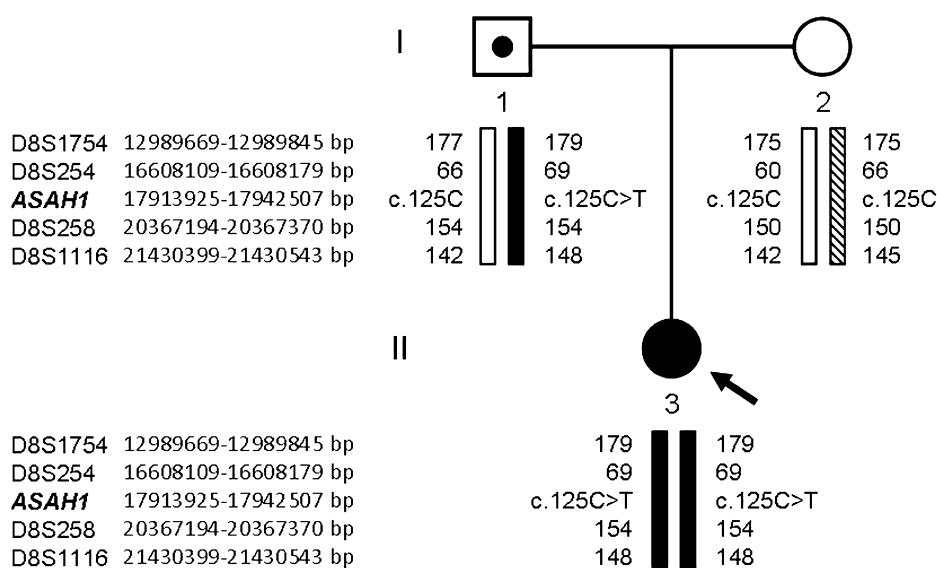 I
1 2
D8S1754 12989669-12989845 bp 177 179 175 175
D8S254 16608109-16608179 bp 66 69 60 66
ASAH1 17913925-17942507 bp c.125C c.125C>T c.125C c.125C
D8S258 20367194-20367370 bp 154 154 150 150
D8S1116 21430399-21430543 bp 142 148 142 145
II
3
D8S1754 12989669-12989845 bp 179 179
D8S254 16608109-16608179 bp 69 69
ASAH1 17913925-17942507 bp c.125C>T c.125C>T
D8S258 20367194-20367370 bp 154 154
D8S1116 21430399-21430543 bp 148 148